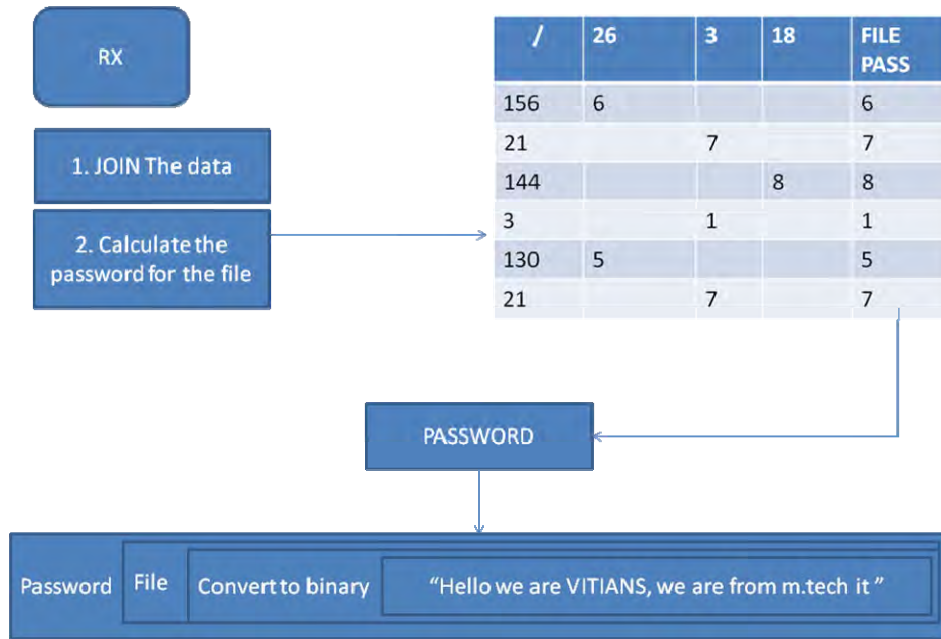 RX
1. JOIN The data
2. Calculate the
password for the file
/ 26 3 18 FILE
PASS
156 6 6
21 7 7
144 8 8
3 1 1
130 5 5
21 7 7
PASSWORD
Password File Convert to binary "Hello we are VITIANS, we are from m.tech it "